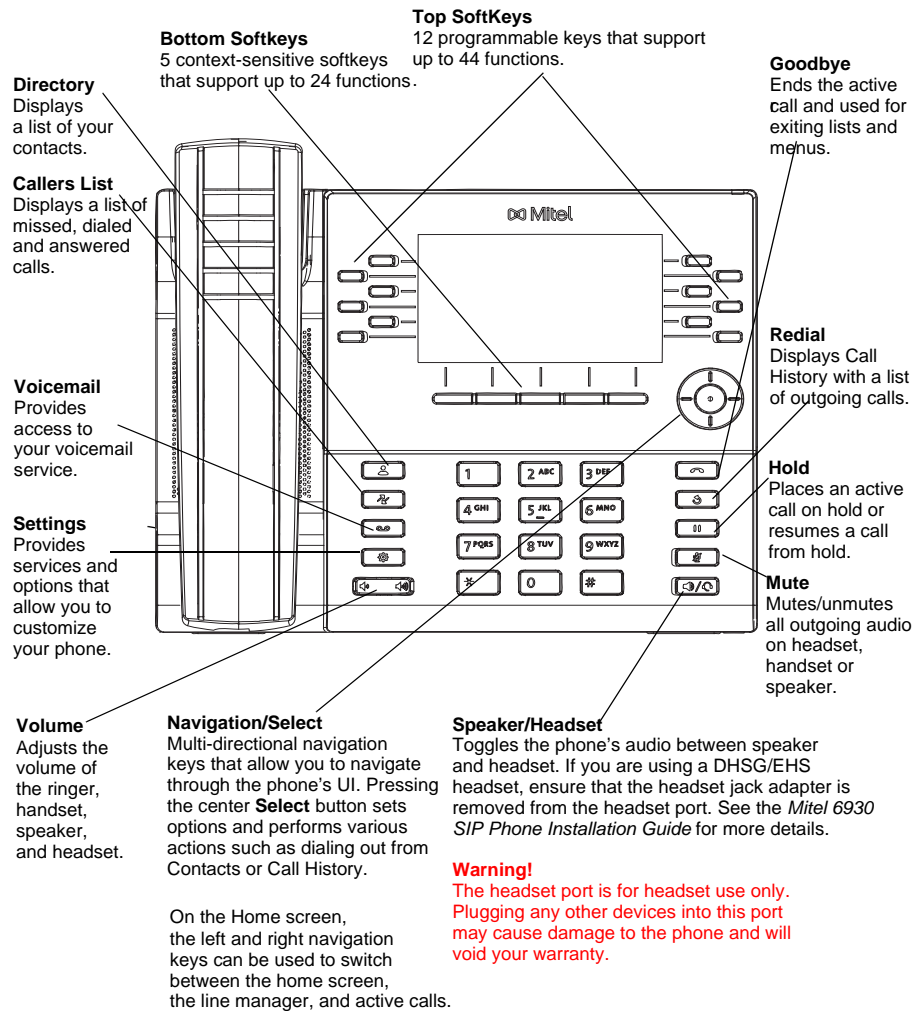 Top SoftKeys
12 programmable keys that support
up to 44 functions.
Bottom Softkeys
5 context-sensitive softkeys
that support up to 24 functions.
Goodbye
Ends the active
call and used for
exiting lists and
menus.
Directory
Displays
a list of your
contacts.
Callers List
Displays a list of
missed, dialed
and answered
calls.
Mitel
Redial
Displays Call
History with a list
of outgoing calls.
Voicemail
Provides
access to
your voicemail
service.
Hold
Places an active
call on hold or
resumes a call
from hold.
Settings
Provides
services and
options that
allow you to
customize
your phone.
1
2 ABC
3 DEF
4 GHI
5 JKL
6 MNO
7 PQRS
8 TUV
9 WXYZ
*
0
#
Mute
Mutes/unmutes
all outgoing audio
on headset,
handset or
speaker.
Volume
Adjusts the
volume of
the ringer,
handset,
speaker,
and headset.
Navigation/Select
Multi-directional navigation
keys that allow you to navigate
through the phone's UI. Pressing
the center Select button sets
options and performs various
actions such as dialing out from
Contacts or Call History.
On the Home screen,
the left and right navigation
keys can be used to switch
between the home screen,
the line manager, and active calls.
Speaker/Headset
Toggles the phone's audio between speaker
and headset. If you are using a DHSG/EHS
headset, ensure that the headset jack adapter is
removed from the headset port. See the Mitel 6930
SIP Phone Installation Guide for more details.
Warning!
The headset port is for headset use only.
Plugging any other devices into this port
may cause damage to the phone and will
void your warranty.